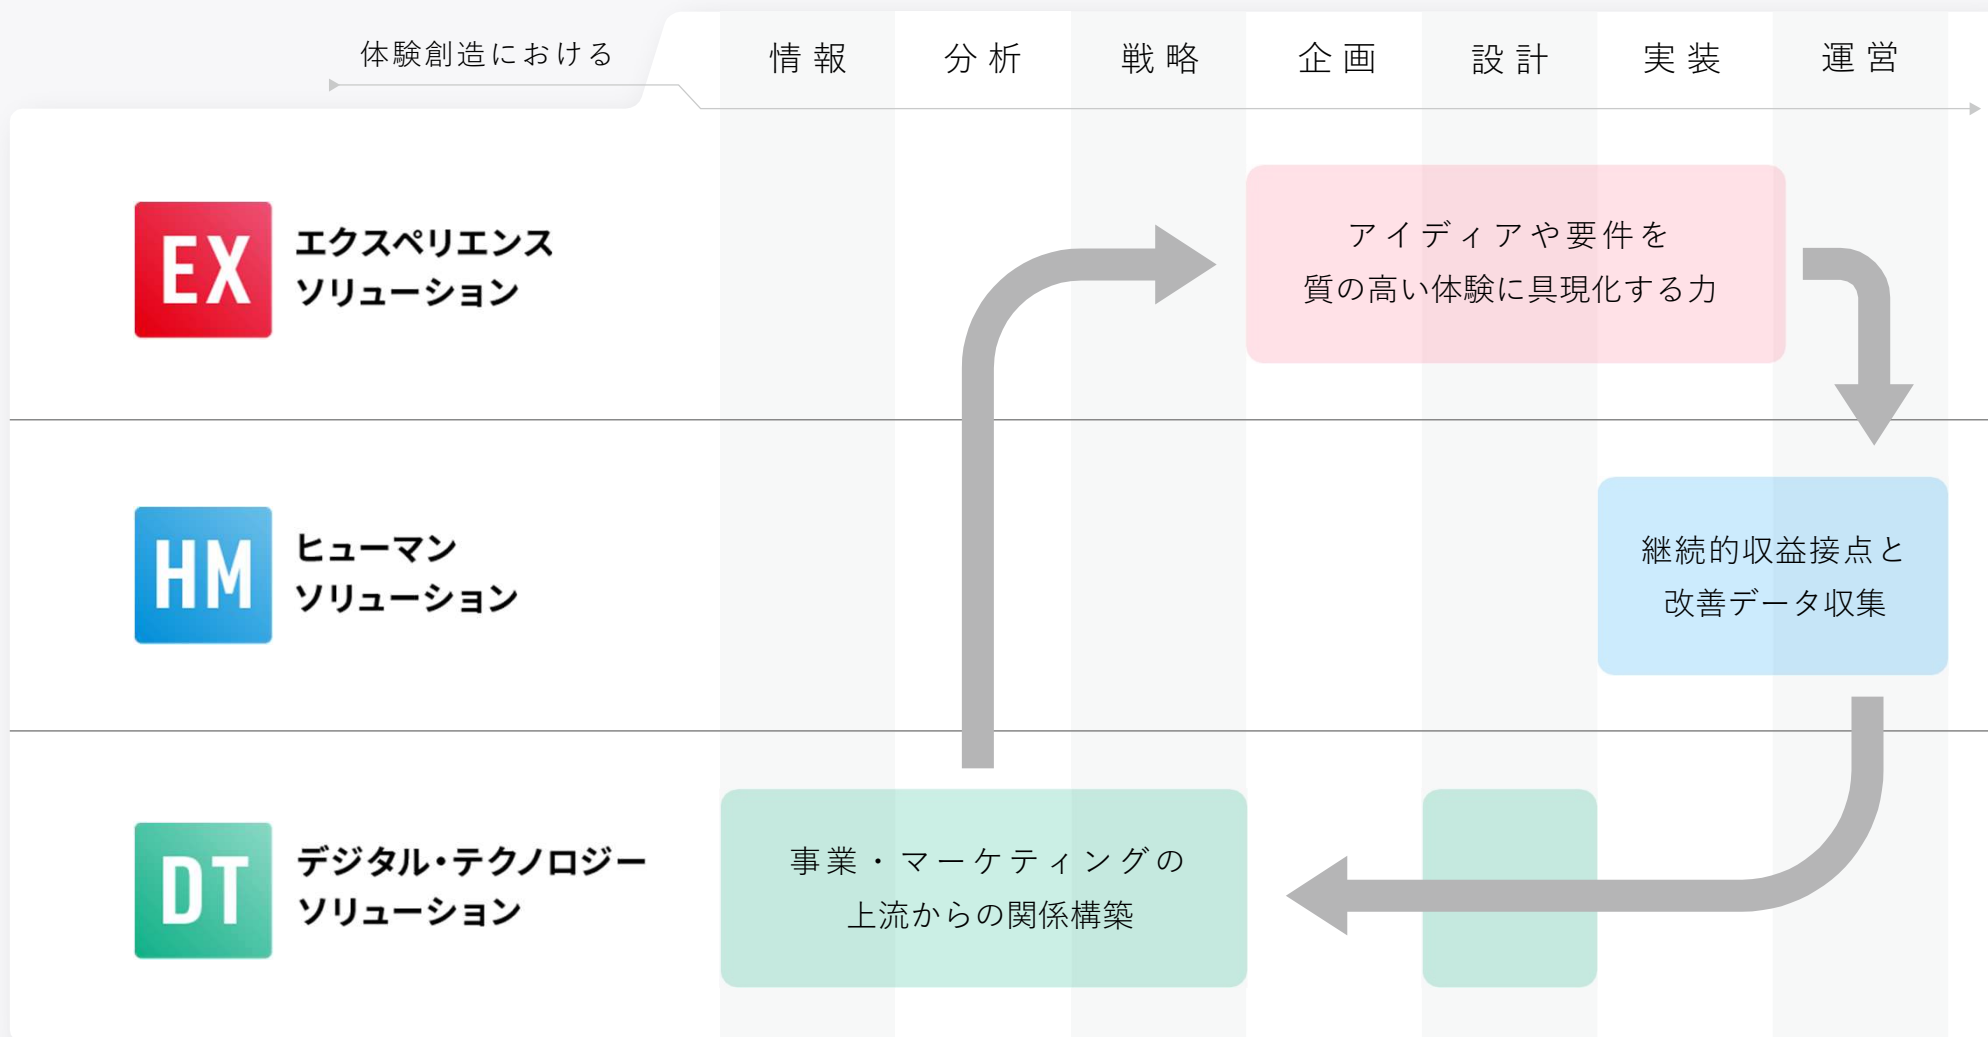 体験創造における
情報 分析 戦略 企画 設計 実装 運営
EX
エクスペリエンス
ソリューション
アイディアや要件を
質の高い体験に具現化する力
HM
ヒューマン
ソリューション
継続的収益接点と
改善データ収集
DT
デジタル・テクノロジー
ソリューション
事業・マーケティングの
上流からの関係構築